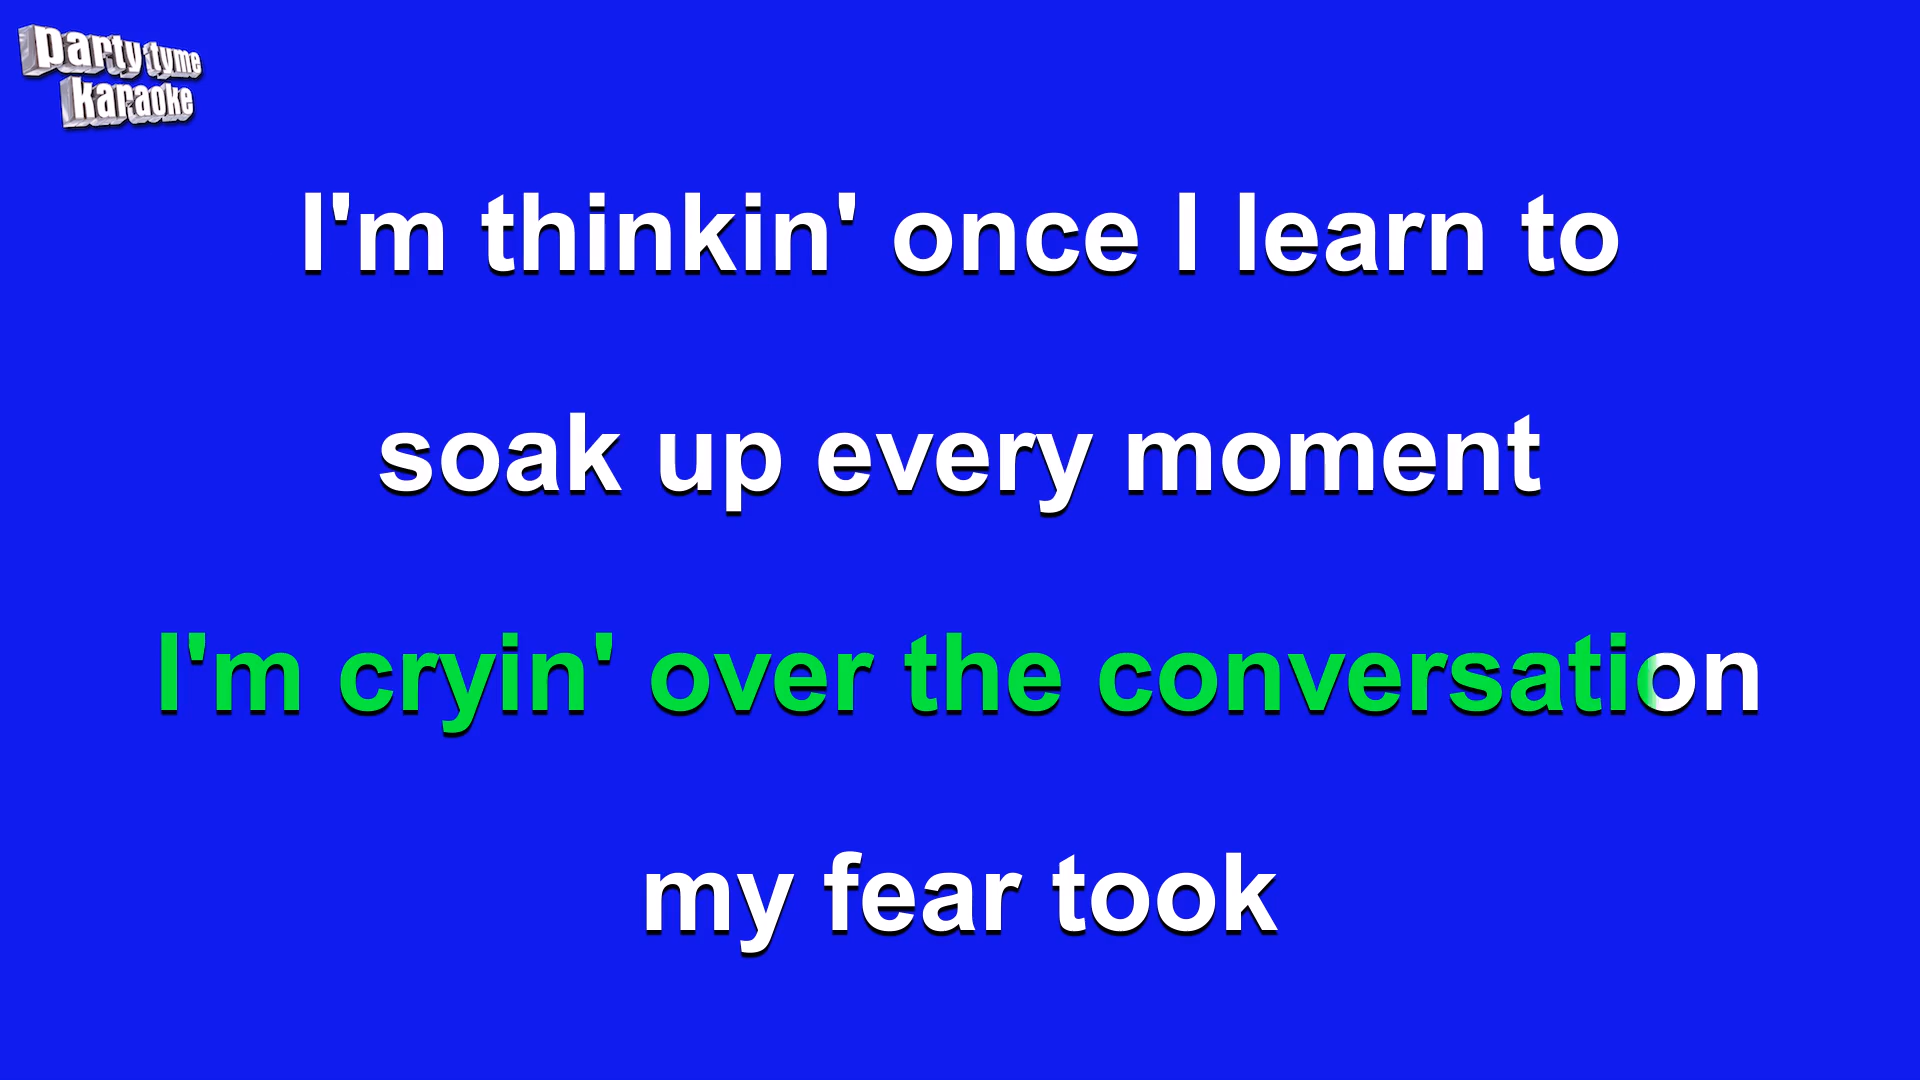 party tyme
karaoke
I'm thinkin' once I learn to
soak up every moment
I'm cryin' over the conversation
my fear took